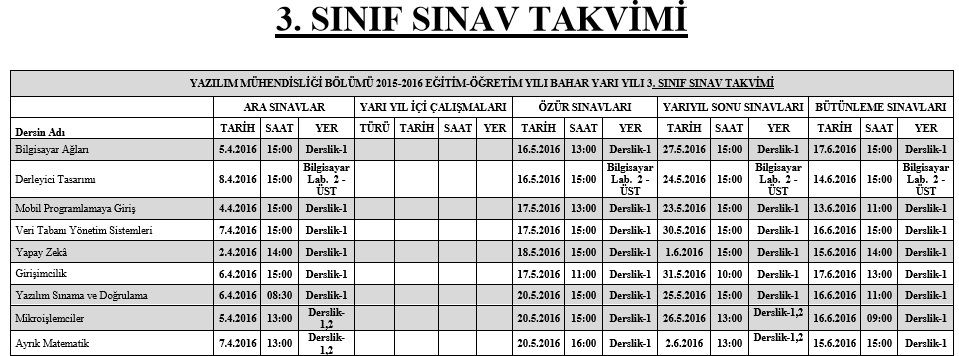 3. SINIF SINAV TAKVİMİ
YAZILIM MÜHENDİSLİĞİ BÖLÜMÜ 2015-2016 EĞİTİM-ÖĞRETİM YILI BAHAR YARI YILI 3. SINIF SINAV TAKVİMİ
ARA SINAVLAR YARI YIL İÇİ ÇALIŞMALARI ÖZÜR SINAVLARI YARIYIL SONU SINAVLARI BÜTÜNLEME SINAVLARI
Dersin Adı TARİH SAAT YER TÜRÜ TARİH SAAT YER TARİH SAAT YER TARİH SAAT YER TARİH SAAT YER
Bilgisayar Ağları 5.4.2016 15:00 Derslik-1 16.5.2016 13:00 Derslik-1 27.5.2016 15:00 Derslik-1 17.6.2016 15:00 Derslik-1
Derleyici Tasarımı 8.4.2016 15:00 Bilgisayar Lab. 2 - ÜST 16.5.2016 15:00 Bilgisayar Lab. 2 - ÜST 24.5.2016 15:00 Bilgisayar Lab. 2 - ÜST 14.6.2016 15:00 Bilgisayar Lab. 2 - ÜST
Mobil Programlamaya Giriş 4.4.2016 15:00 Derslik-1 17.5.2016 13:00 Derslik-1 23.5.2016 15:00 Derslik-1 13.6.2016 11:00 Derslik-1
Veri Tabanı Yönetim Sistemleri 7.4.2016 15:00 Derslik-1 17.5.2016 15:00 Derslik-1 30.5.2016 15:00 Derslik-1 16.6.2016 15:00 Derslik-1
Yapay Zekâ 2.4.2016 14:00 Derslik-1 18.5.2016 15:00 Derslik-1 1.6.2016 15:00 Derslik-1 15.6.2016 14:00 Derslik-1
Girişimcilik 6.4.2016 15:00 Derslik-1 17.5.2016 11:00 Derslik-1 31.5.2016 10:00 Derslik-1 17.6.2016 13:00 Derslik-1
Yazılım Sınama ve Doğrulama 6.4.2016 08:30 Derslik-1 20.5.2016 15:00 Derslik-1 25.5.2016 15:00 Derslik-1 16.6.2016 11:00 Derslik-1
Mikroişlemciler 5.4.2016 13:00 Derslik-1,2 20.5.2016 15:00 Derslik-1 26.5.2016 13:00 Derslik-1,2 16.6.2016 09:00 Derslik-1
Ayrık Matematik 7.4.2016 13:00 Derslik-1,2 20.5.2016 16:00 Derslik-1 2.6.2016 13:00 Derslik-1,2 15.6.2016 15:00 Derslik-1